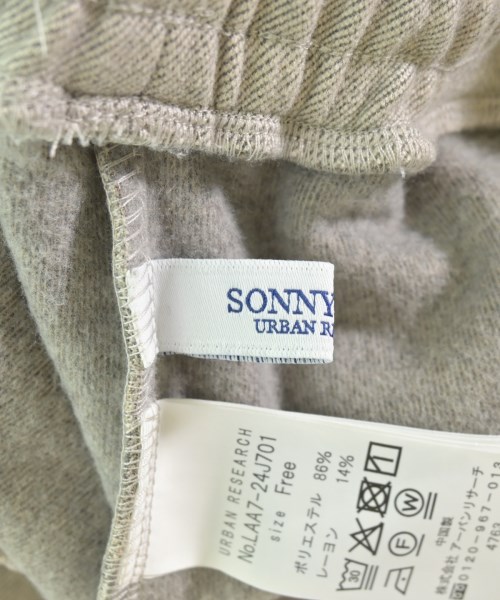 SONNY
URBAN R
URBAN RESEARCH
No.LAA7-24J701
size Free
ポリエステル 86%
レーヨン 14%
30
F W
中国製
株式会社アーバンリサーチ
0120-967-013